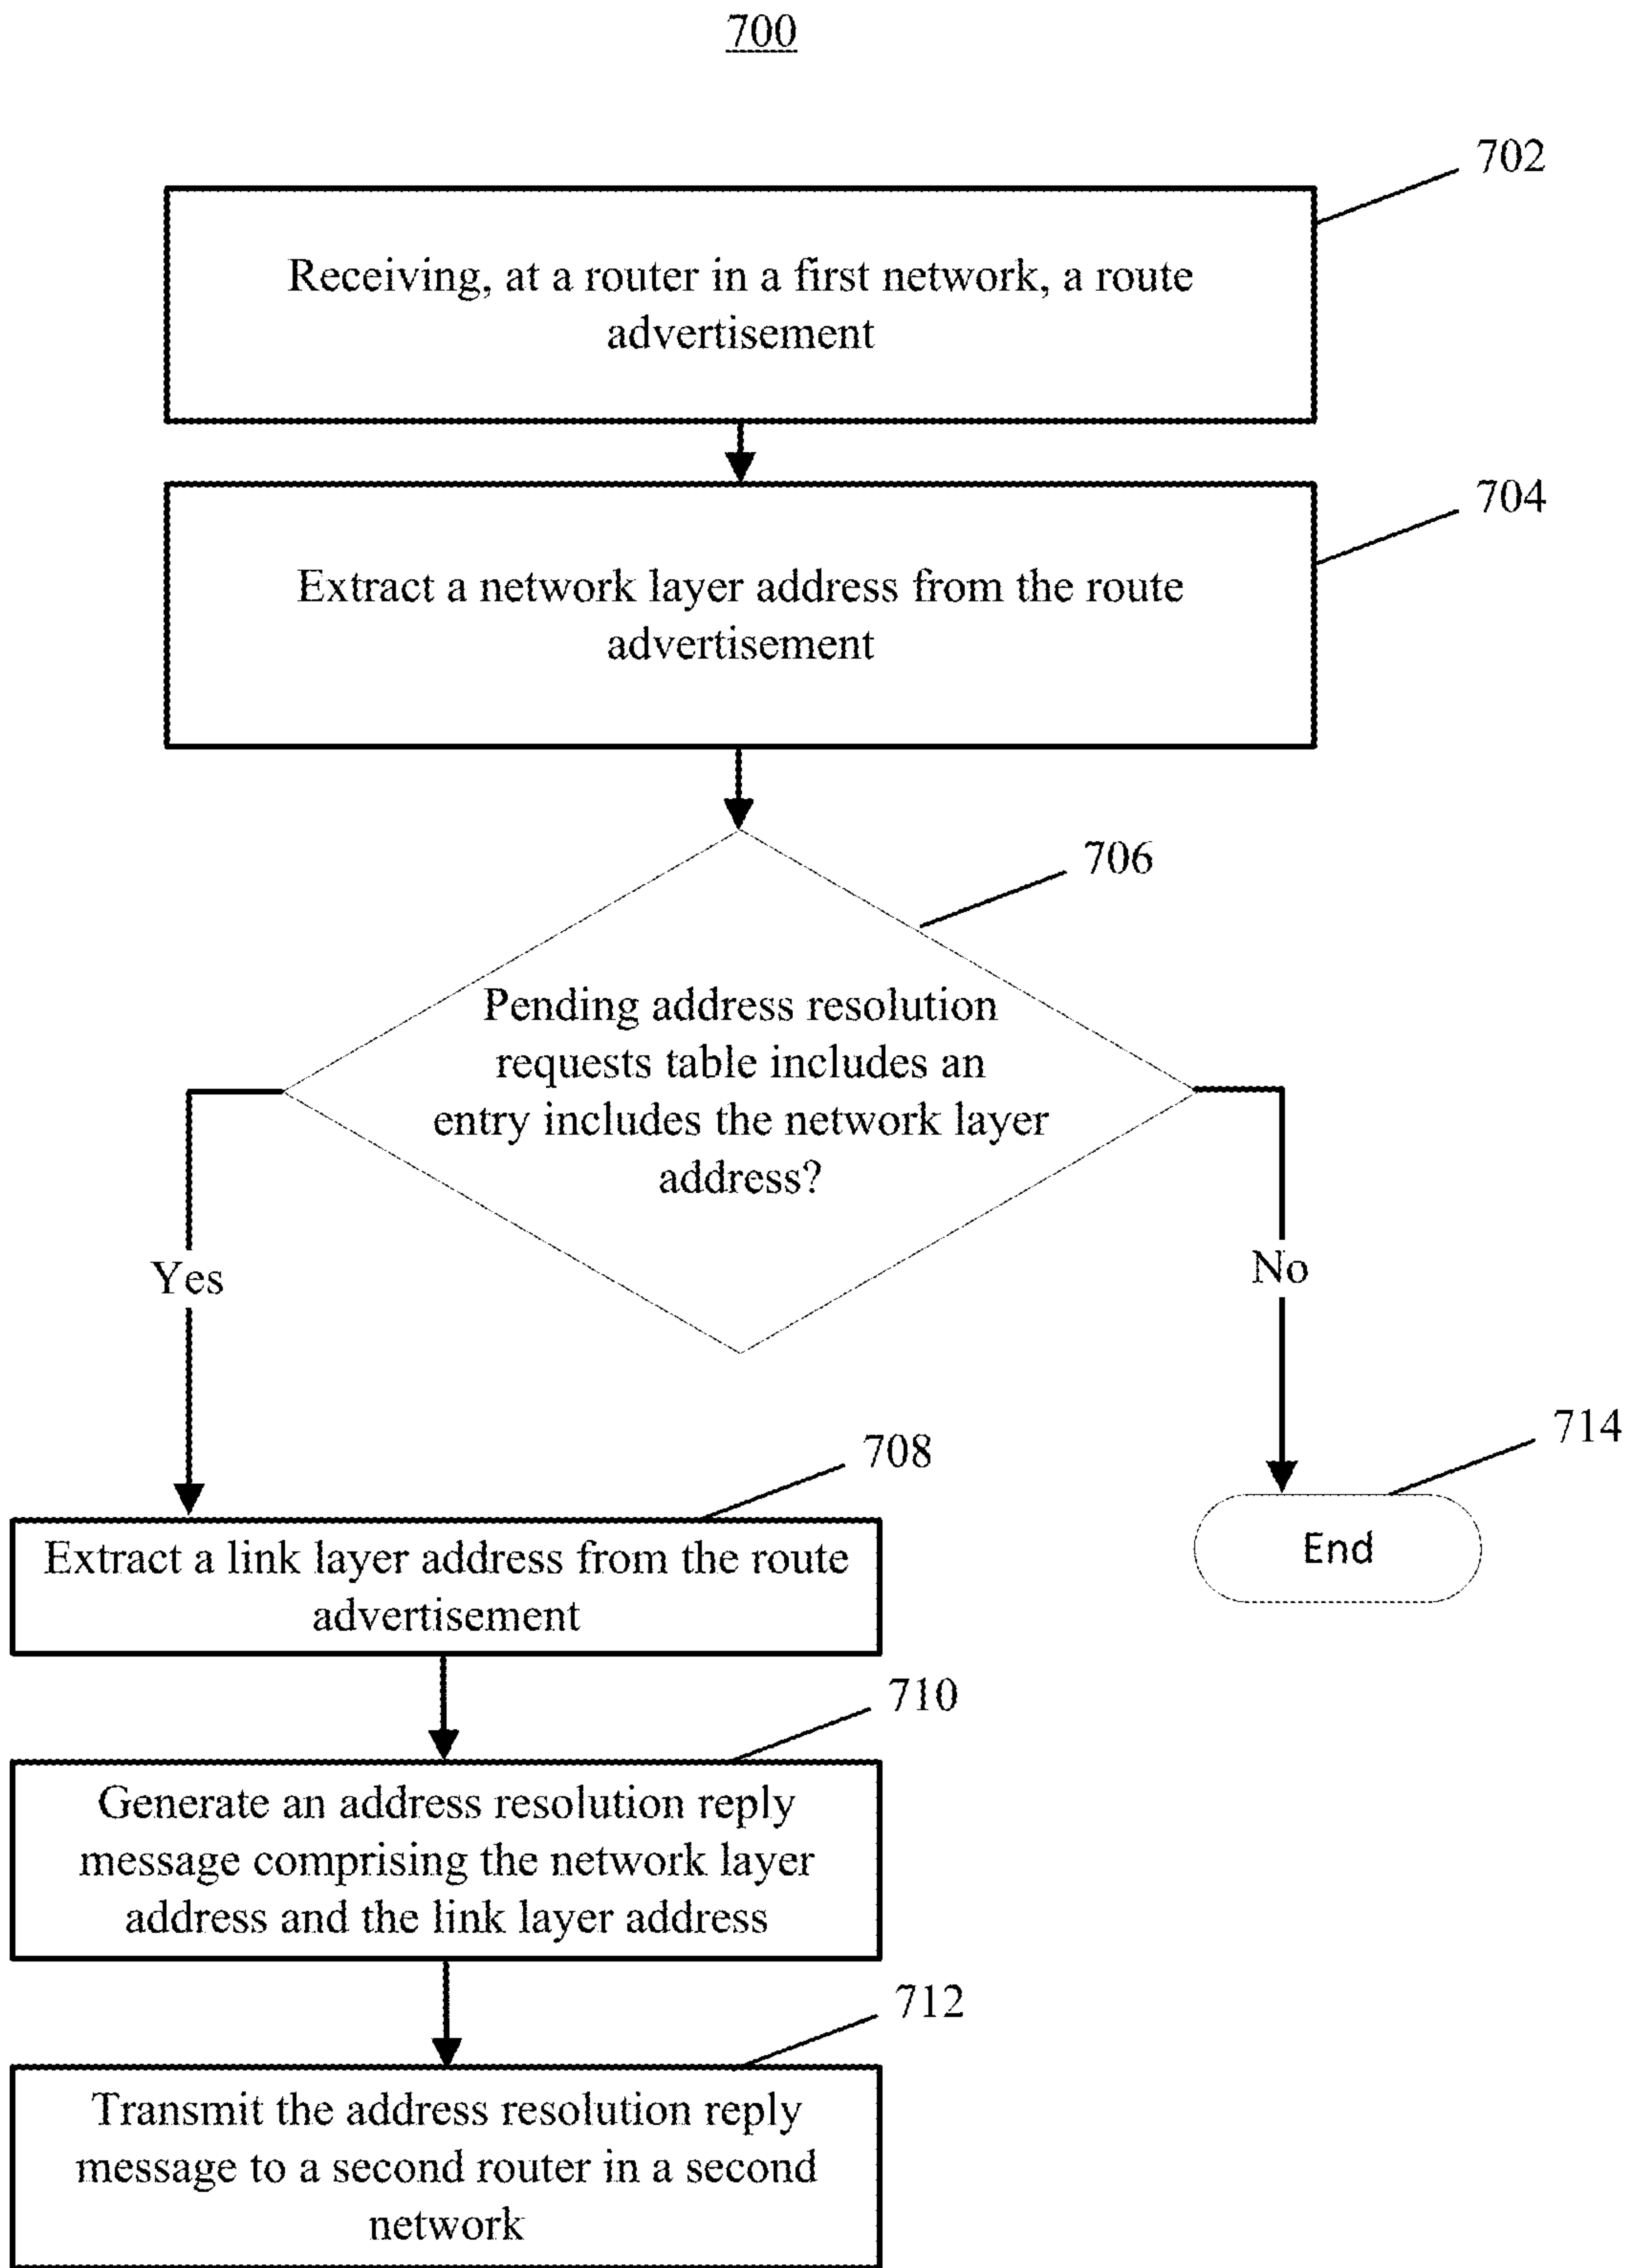 700
702
Receiving, at a router in a first network, a route
advertisement
704
Extract a network layer address from the route
advertisement
706
Pending address resolution
requests table includes an
entry includes the network layer
address?
Yes
No
708
714
Extract a link layer address from the route
advertisement
End
710
Generate an address resolution reply
message comprising the network layer
address and the link layer address
712
Transmit the address resolution reply
message to a second router in a second
network